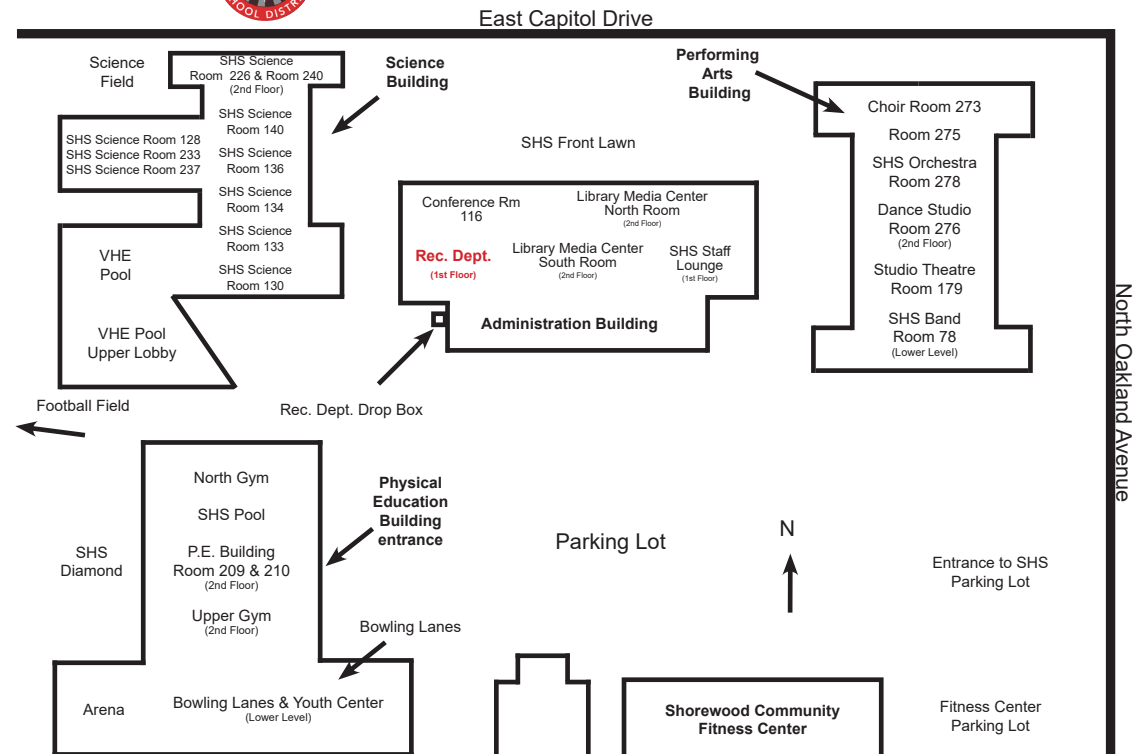 OOL DISTR
East Capitol Drive
Science
Field
SHS Science
Room 226 & Room 240
(2nd Floor)
Science
Building
Performing
Arts
Building
SHS Science
Room 140
SHS Science Room 128
SHS Science Room 233
SHS Science Room 237
SHS Science
Room 136
SHS Science
Room 134
SHS Science
Room 133
SHS Science
Room 130
VHE
Pool
VHE Pool
Upper Lobby
SHS Front Lawn
Conference Rm
116
Library Media Center
North Room
(2nd Floor)
Rec. Dept.
(1st Floor)
Library Media Center
South Room
(2nd Floor)
SHS Staff
Lounge
(1st Floor)
Administration Building
Choir Room 273
Room 275
SHS Orchestra
Room 278
Dance Studio
Room 276
(2nd Floor)
Studio Theatre
Room 179
SHS Band
Room 78
(Lower Level)
North Oakland Avenue
Football Field
Rec. Dept. Drop Box
North Gym
SHS Pool
P.E. Building
Room 209 & 210
(2nd Floor)
Upper Gym
(2nd Floor)
Physical
Education
Building
entrance
SHS
Diamond
Parking Lot
N
Entrance to SHS
Parking Lot
Bowling Lanes
Arena
Bowling Lanes & Youth Center
(Lower Level)
Shorewood Community
Fitness Center
Fitness Center
Parking Lot